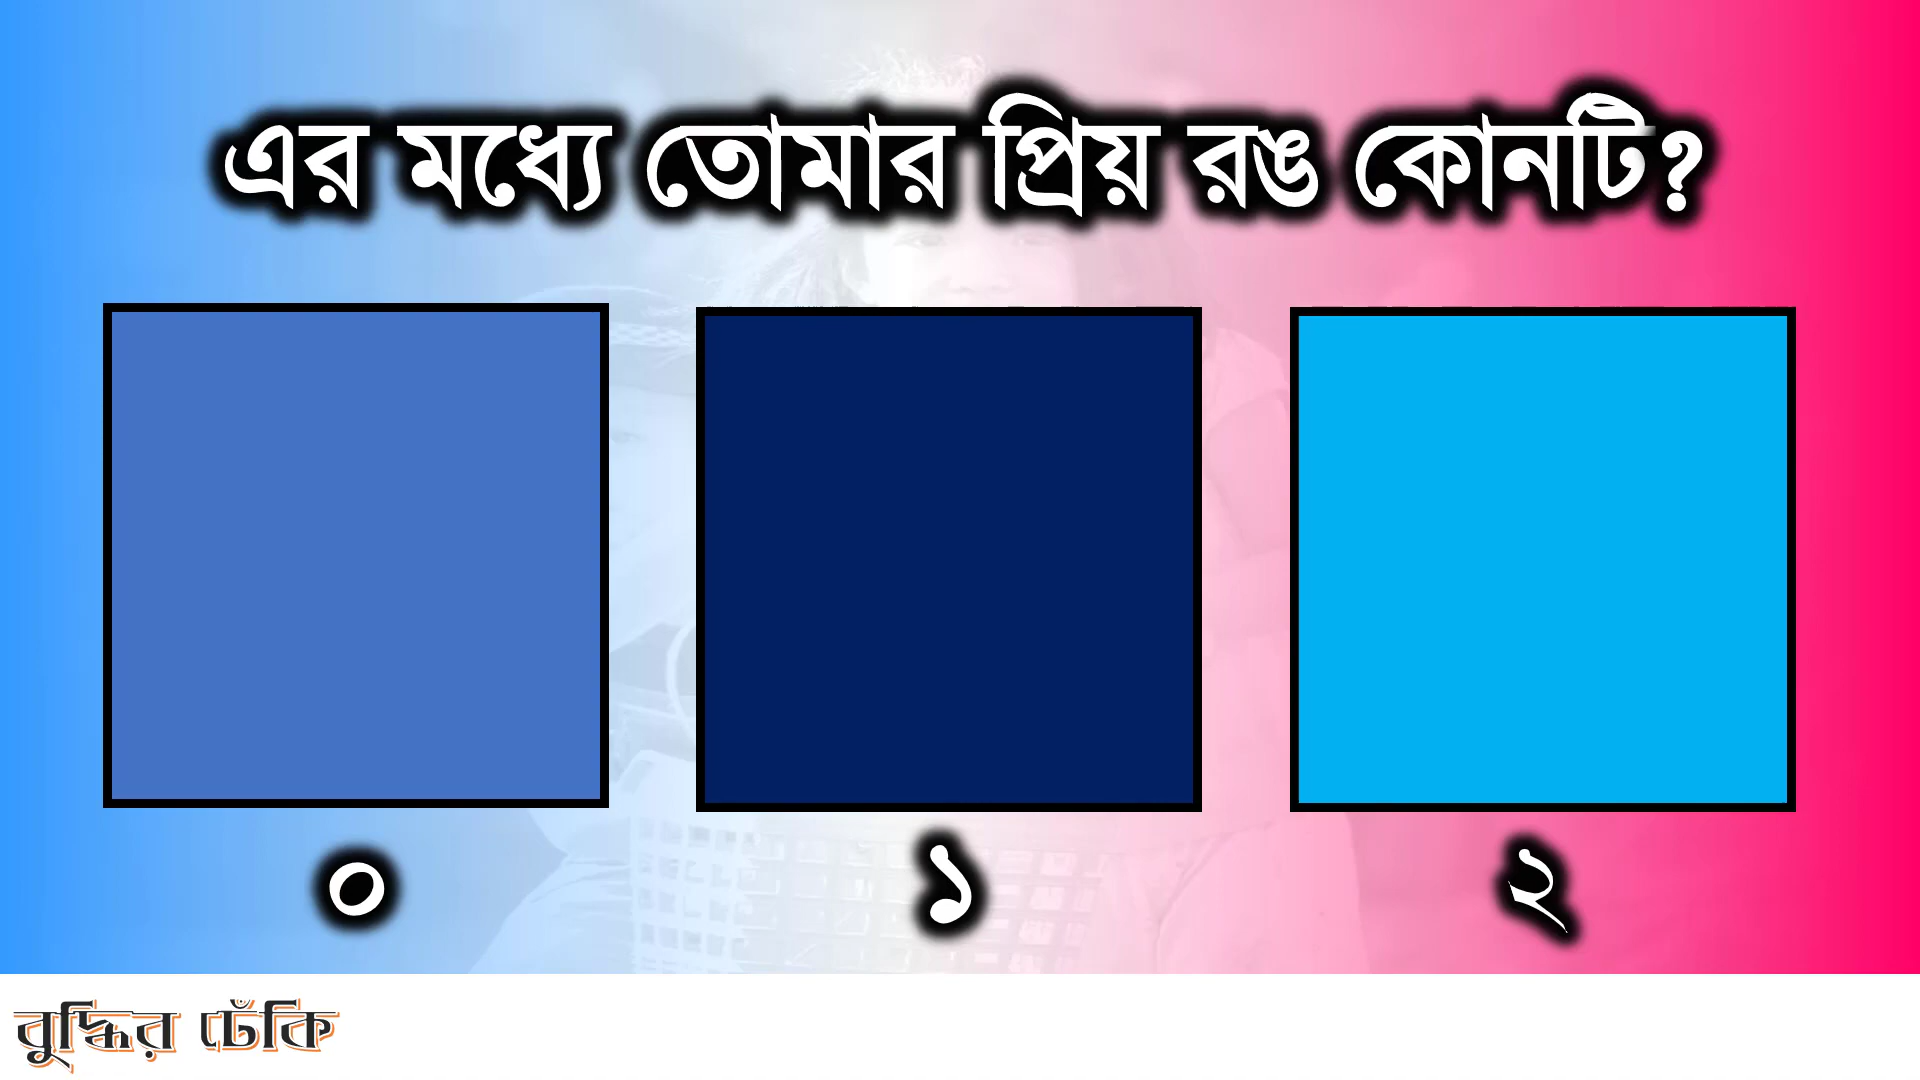 এর মধ্যে তোমার প্রিয় রঙ কোনটি?
০ ১ ২
বুদ্ধির ঢেঁকি